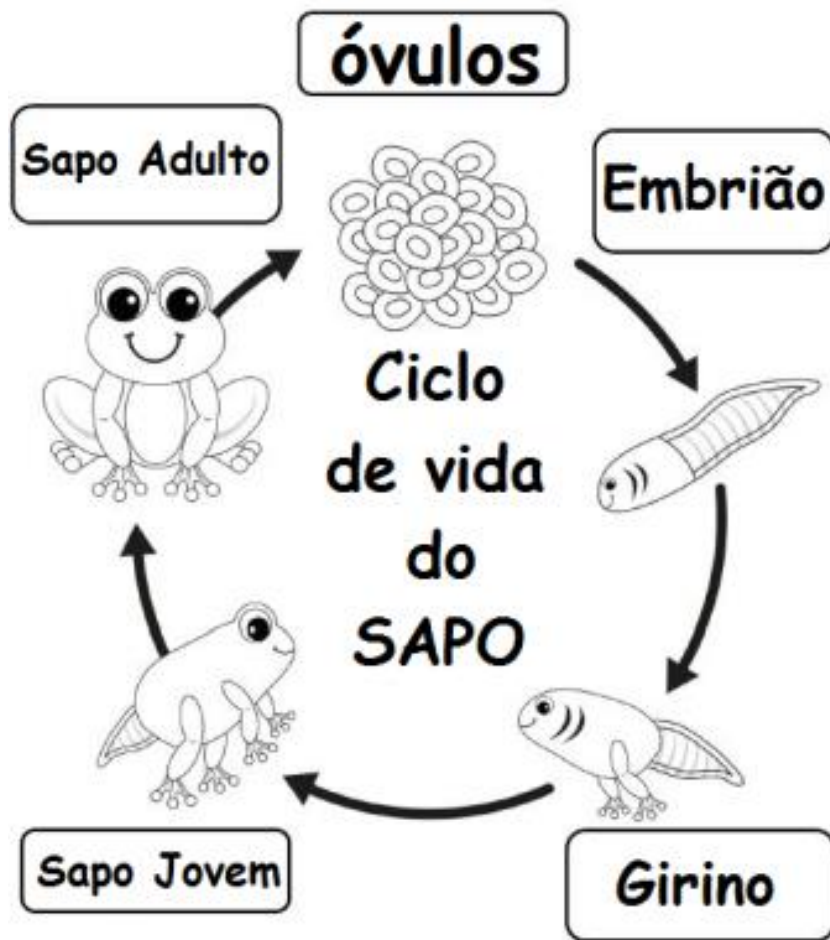 óvulos
Sapo Adulto
Embrião
Ciclo
de vida
do
SAPO
Sapo Jovem
Girino